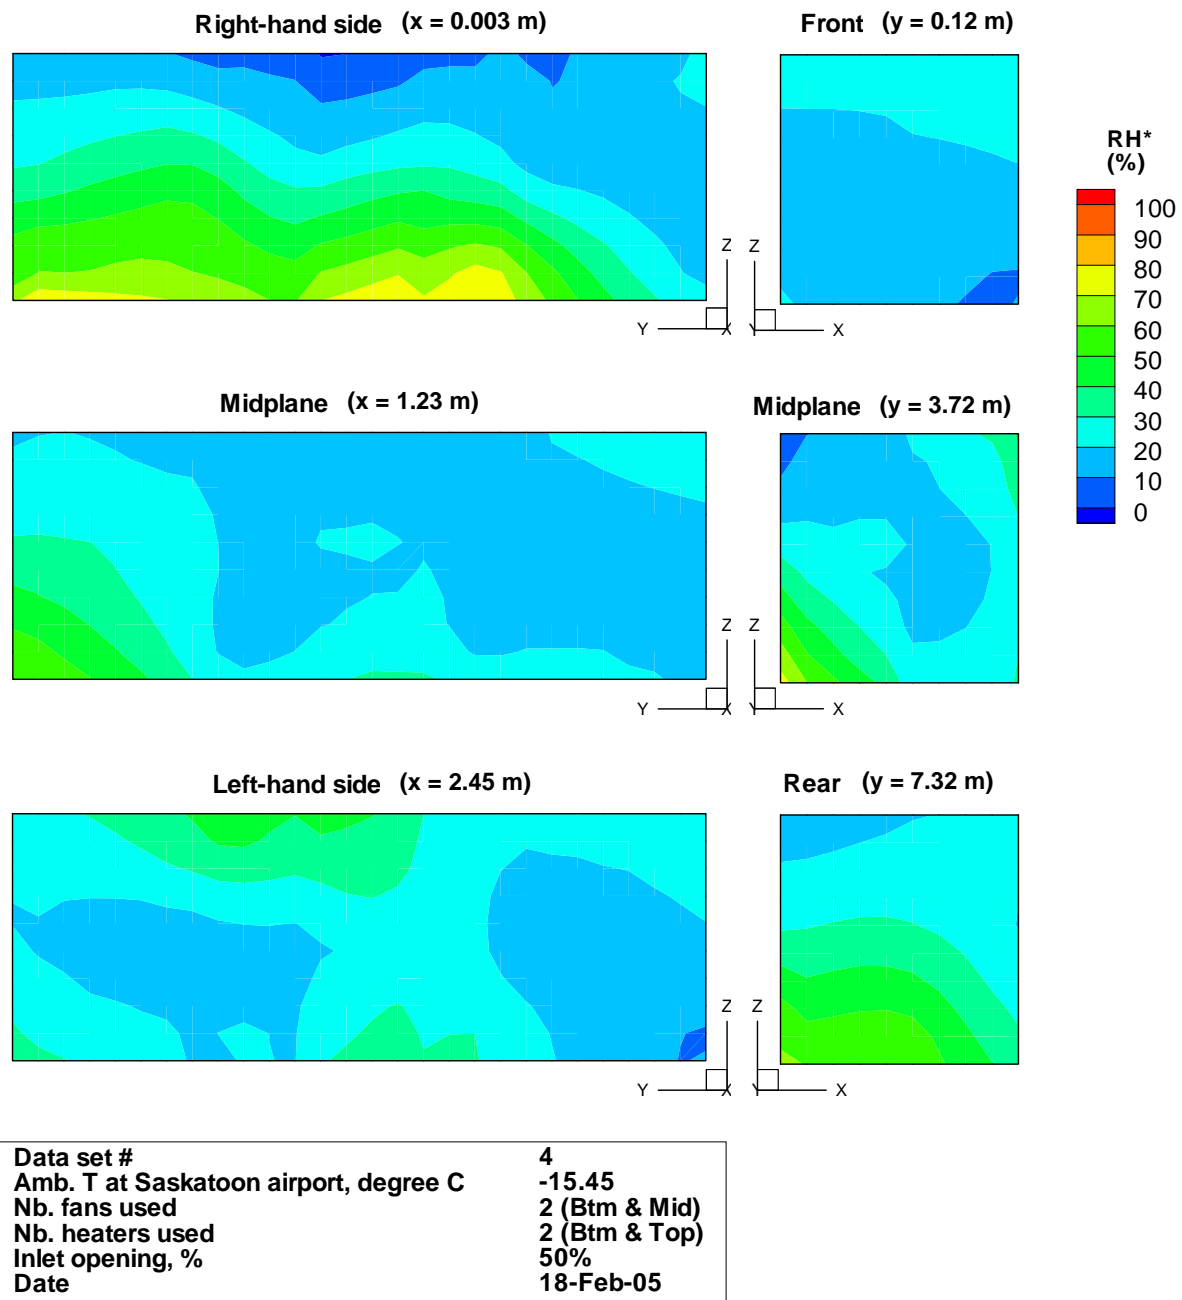 Right-hand side (x = 0.003 m)
Front (y = 0.12 m)
RH*
(%)
100
90
80
70
60
50
40
30
20
10
0
Z Z
Y X Y X
Midplane (x = 1.23 m)
Midplane (y = 3.72 m)
Z Z
Y X Y X
Left-hand side (x = 2.45 m)
Rear (y = 7.32 m)
Z Z
Y X Y X
Data set # 4
Amb. T at Saskatoon airport, degree C -15.45
Nb. fans used 2 (Btm & Mid)
Nb. heaters used 2 (Btm & Top)
Inlet opening, % 50%
Date 18-Feb-05